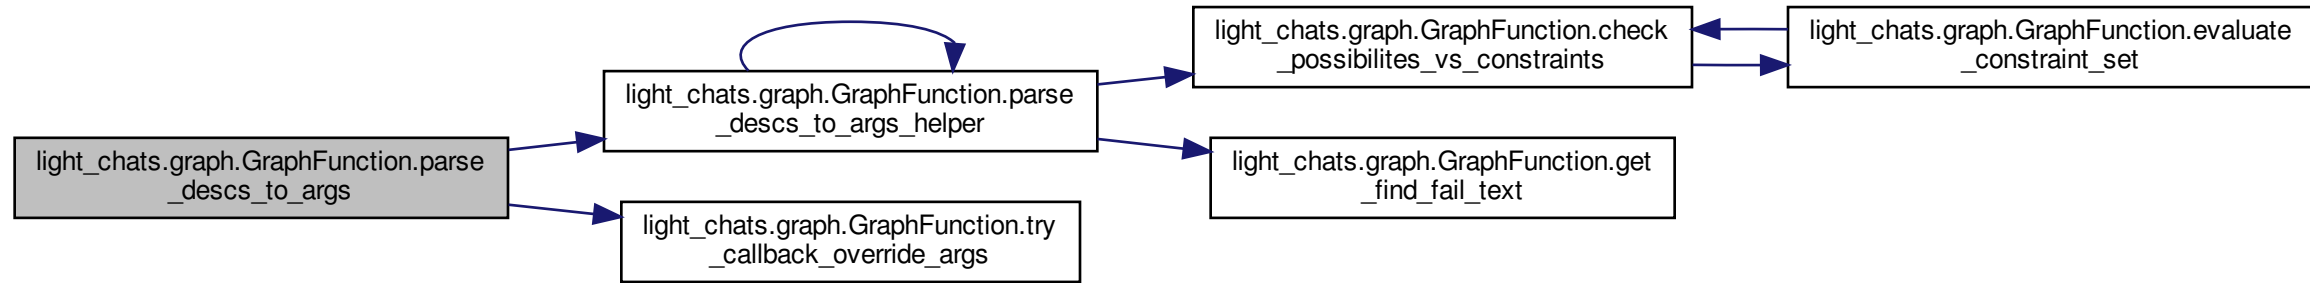 light_chats.graph.GraphFunction.parse
_descs_to_args
light_chats.graph.GraphFunction.parse
_descs_to_args_helper
light_chats.graph.GraphFunction.try
_callback_override_args
light_chats.graph.GraphFunction.check
_possibilites_vs_constraints
light_chats.graph.GraphFunction.get
_find_fail_text
light_chats.graph.GraphFunction.evaluate
_constraint_set